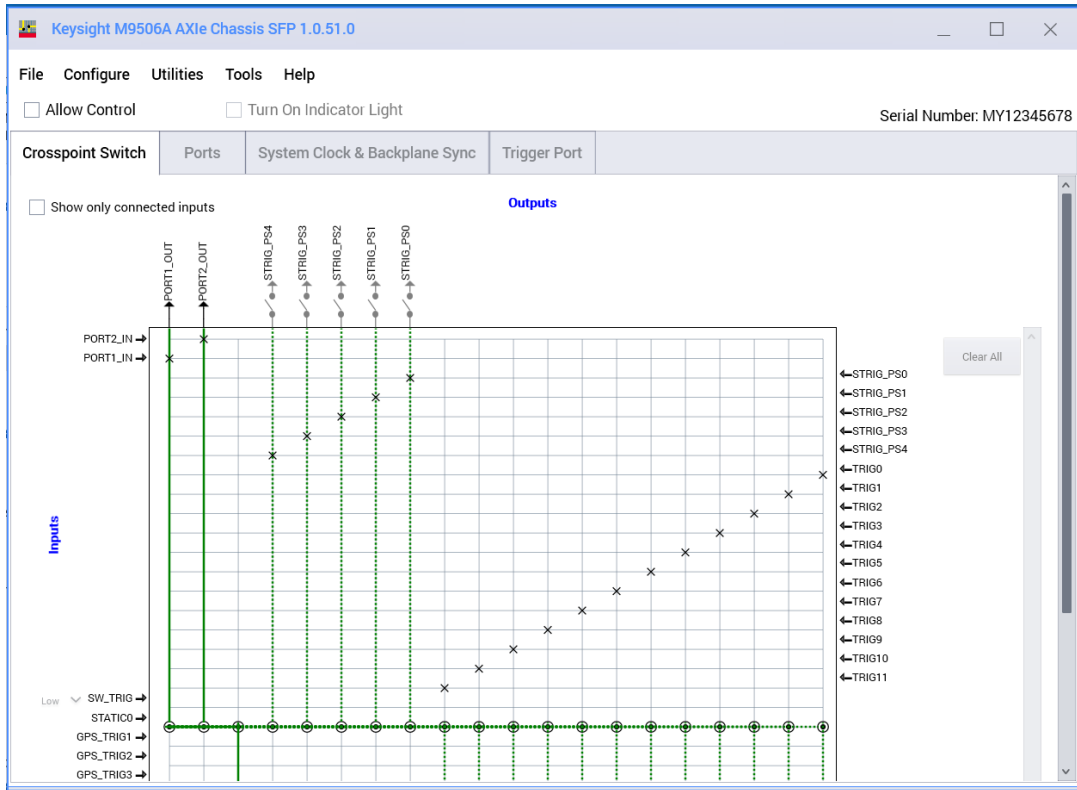 Keysight M9506A AXIe Chassis SFP 1.0.51.0
File Configure Utilities Tools Help
Allow Control Turn On Indicator Light
Serial Number: MY12345678
Crosspoint Switch Ports System Clock & Backplane Sync Trigger Port
Show only connected inputs
Outputs
PORT1_OUT
PORT2_OUT
STRIG_PS4
STRIG_PS3
STRIG_PS2
STRIG_PS1
STRIG_PS0
PORT2_IN
PORT1_IN
Clear All
STRIG_PS0
STRIG_PS1
STRIG_PS2
STRIG_PS3
STRIG_PS4
TRIG0
TRIG1
TRIG2
TRIG3
TRIG4
TRIG5
TRIG6
TRIG7
TRIG8
TRIG9
TRIG10
TRIG11
Inputs
Low SW_TRIG
STATIC0
GPS_TRIG1
GPS_TRIG2
GPS_TRIG3